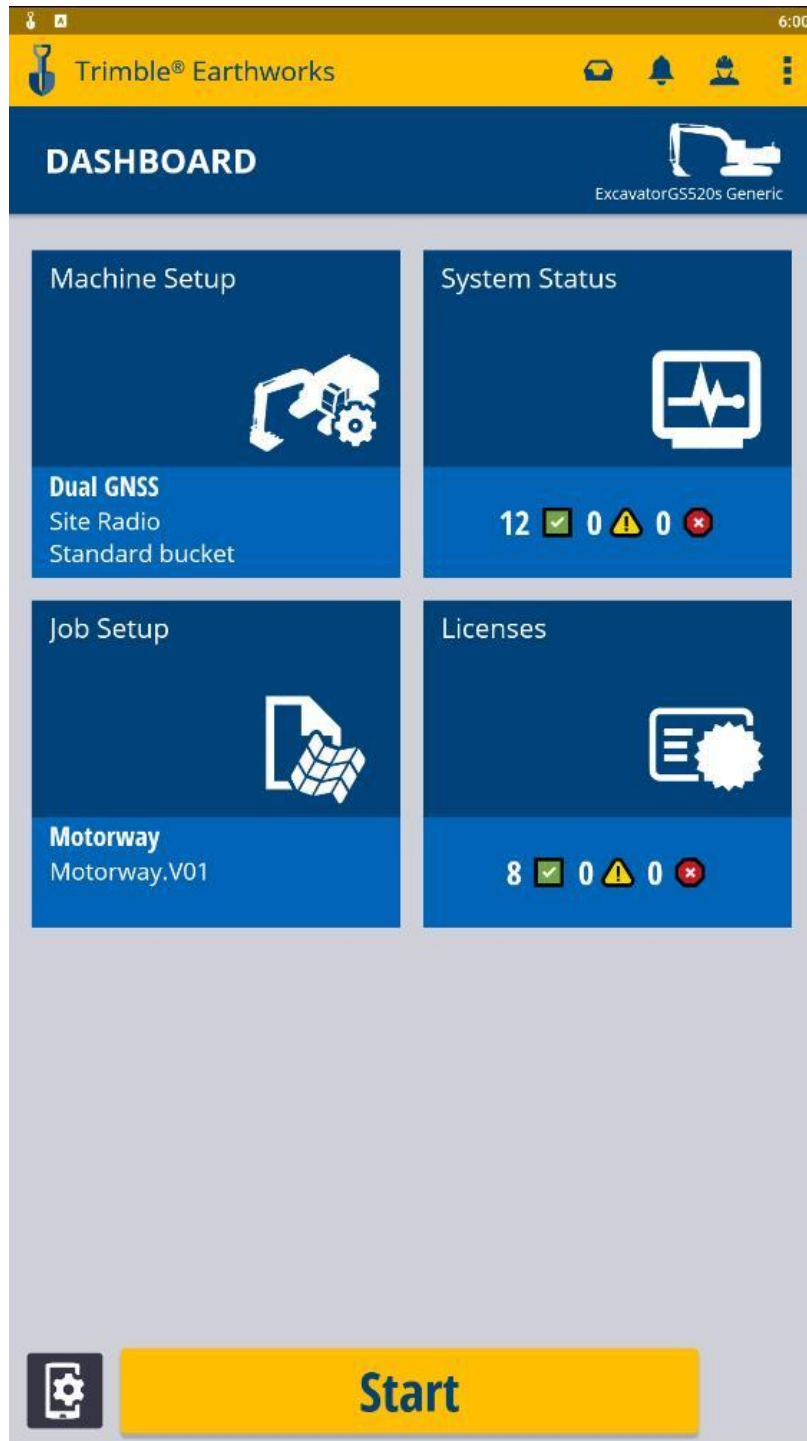 6:00
Trimble® Earthworks
DASHBOARD
ExcavatorGS520s Generic
Machine Setup
Dual GNSS
Site Radio
Standard bucket
System Status
12 0 0
Job Setup
Motorway
Motorway.V01
Licenses
8 0 0
Start